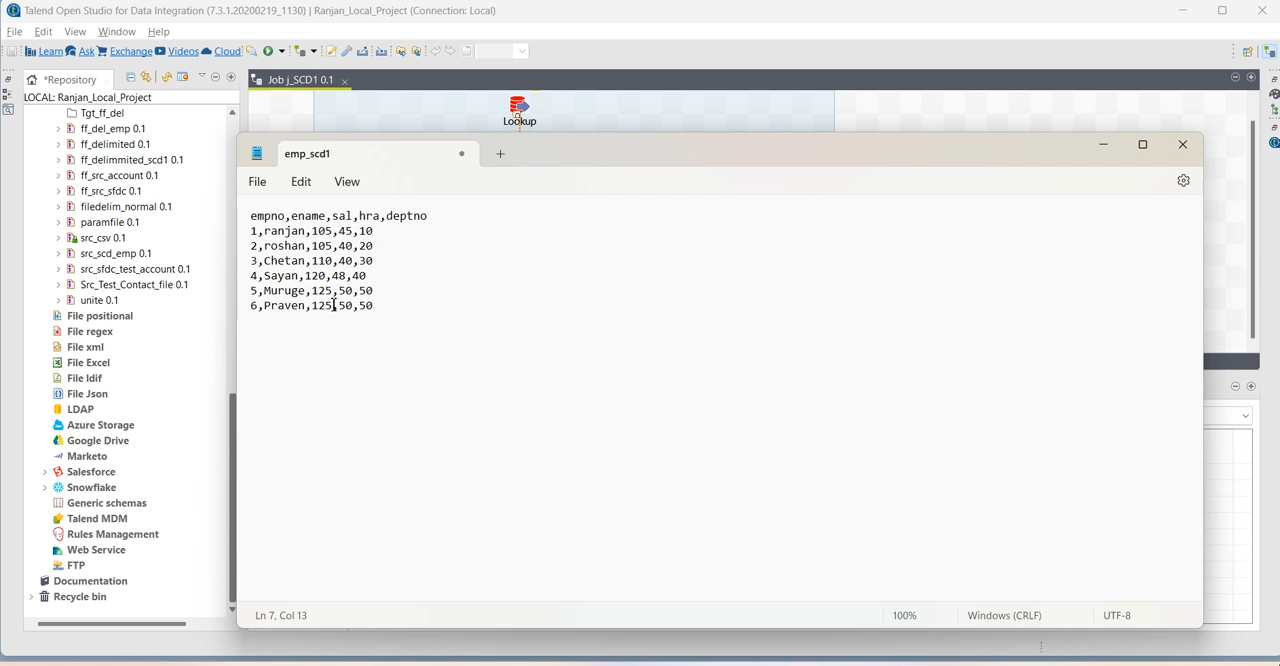 Talend Open Studio for Data Integration (7.3.1.20200219_1130) | Ranjan_Local_Project (Connection: Local)
File Edit View Window Help
Learn Ask Exchange Videos Cloud
*Repository
Job j_SCD1 0.1
LOCAL: Ranjan_Local_Project
Tgt_ff_del
ff_del_emp 0.1
ff_delimited 0.1
ff_delimmited_scd1 0.1
ff_src_account 0.1
ff_src_sfdc 0.1
filedelim_normal 0.1
paramfile 0.1
src_csv 0.1
src_scd_emp 0.1
src_sfdc_test_account 0.1
Src_Test_Contact_file 0.1
unite 0.1
File positional
File regex
File xml
File Excel
File ldif
File Json
LDAP
Azure Storage
Google Drive
Marketo
Salesforce
Snowflake
Generic schemas
Talend MDM
Rules Management
Web Service
FTP
Documentation
Recycle bin
Lookup
emp_scd1
File Edit View
empno,ename,sal,hra,deptno
1,ranjan,105,45,10
2,roshan,105,40,20
3,Chetan,110,40,30
4,Sayan,120,48,40
5,Muruge,125,50,50
6,Praven,125,50,50
Ln 7, Col 13
100%
Windows (CRLF)
UTF-8